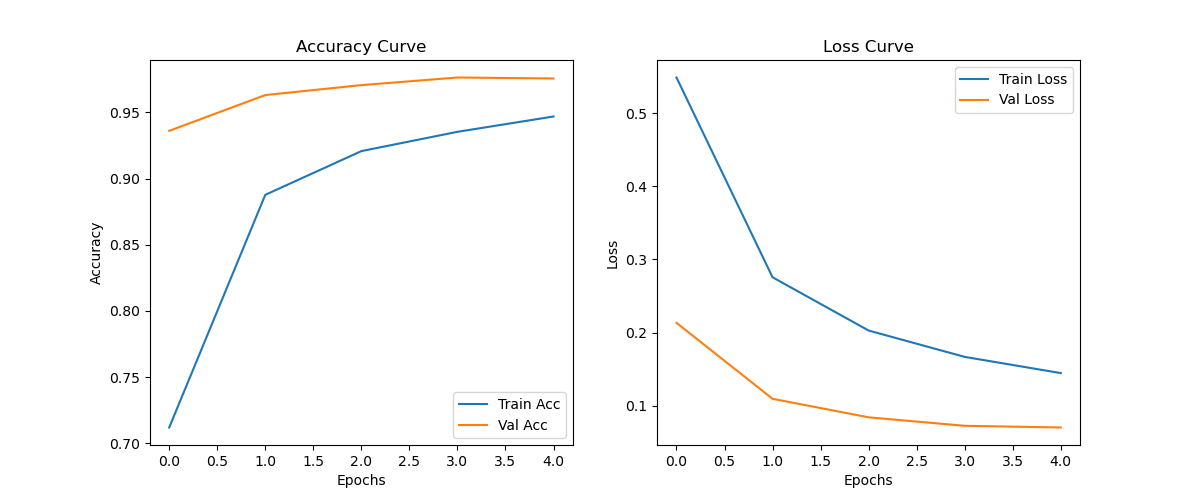 Accuracy Curve
Accuracy
0.95
0.90
0.85
0.80
0.75
0.70
0.0 0.5 1.0 1.5 2.0 2.5 3.0 3.5 4.0
Epochs
Train Acc
Val Acc
Loss Curve
Loss
0.5
0.4
0.3
0.2
0.1
0.0 0.5 1.0 1.5 2.0 2.5 3.0 3.5 4.0
Epochs
Train Loss
Val Loss